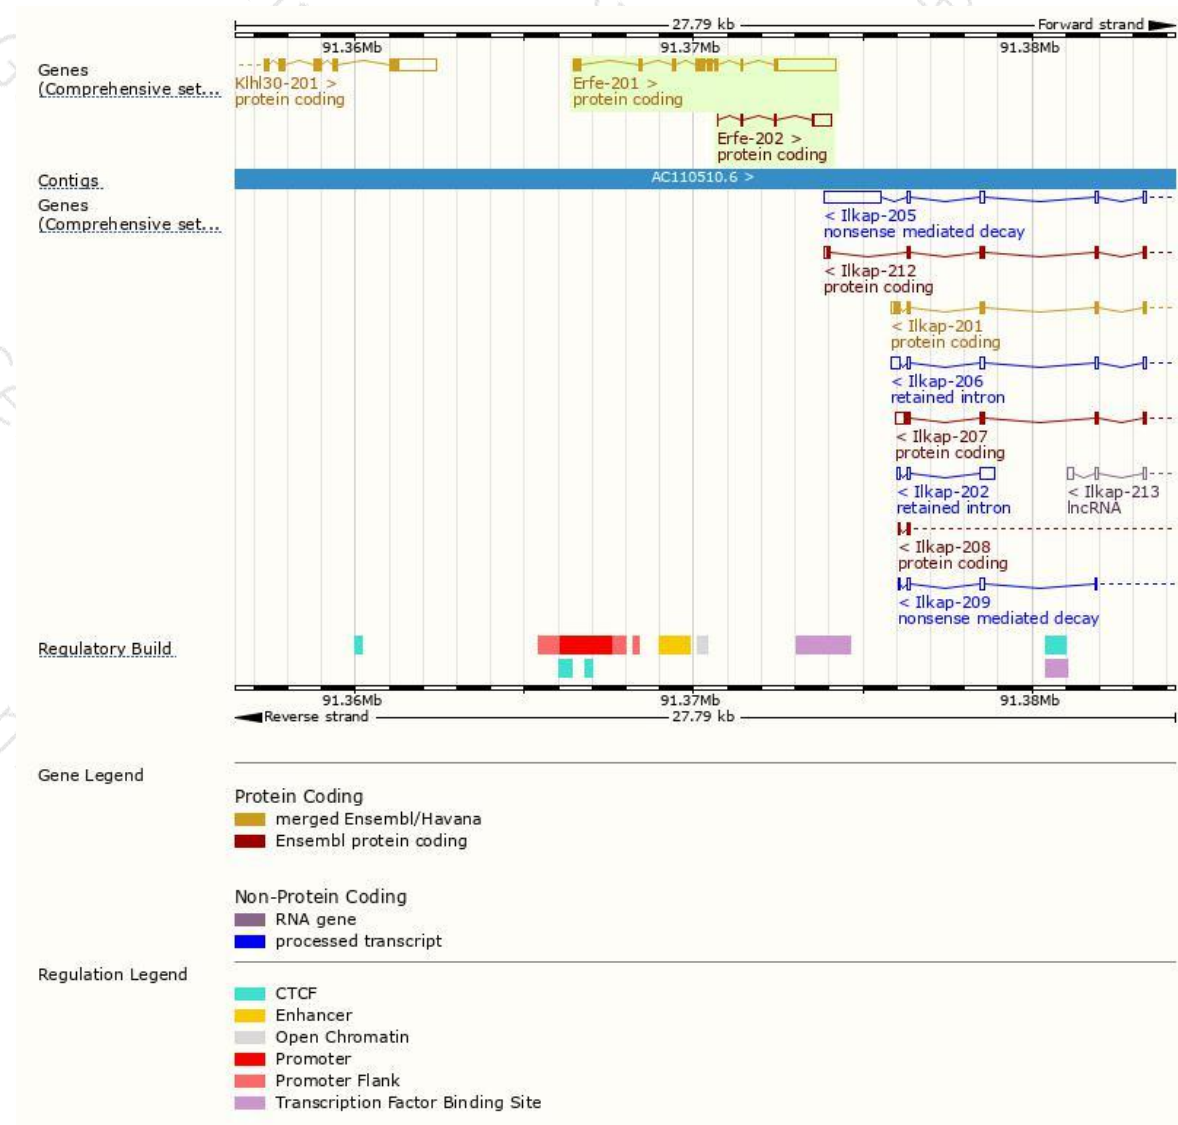 27.79 kb Forward strand
91.36Mb 91.37Mb 91.38Mb
Genes
(Comprehensive set...
Klhl30-201 >
protein coding
Erfe-201 >
protein coding
Erfe-202 >
protein coding
Contigs
AC110510.6 >
Genes
(Comprehensive set...
< Ilkap-205
nonsense mediated decay
< Ilkap-212
protein coding
< Ilkap-201
protein coding
< Ilkap-206
retained intron
< Ilkap-207
protein coding
< Ilkap-202
retained intron
< Ilkap-213
lncRNA
< Ilkap-208
protein coding
< Ilkap-209
nonsense mediated decay
Regulatory Build
91.36Mb 91.37Mb 91.38Mb
Reverse strand 27.79 kb
Gene Legend
Protein Coding
merged Ensembl/Havana
Ensembl protein coding
Non-Protein Coding
RNA gene
processed transcript
Regulation Legend
CTCF
Enhancer
Open Chromatin
Promoter
Promoter Flank
Transcription Factor Binding Site